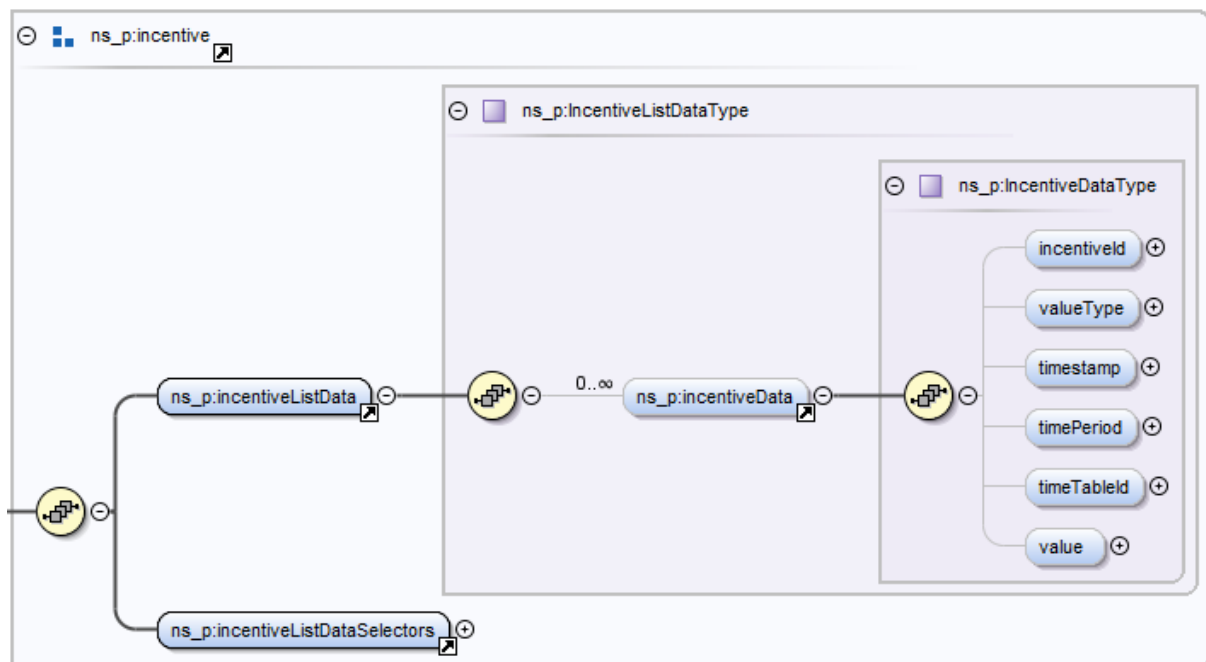 ns_p:incentive
ns_p:IncentiveListDataType
ns_p:IncentiveDataType
incentiveId
valueType
timestamp
ns_p:incentiveListData
0..∞
ns_p:incentiveData
timePeriod
timeTableId
value
ns_p:incentiveListDataSelectors